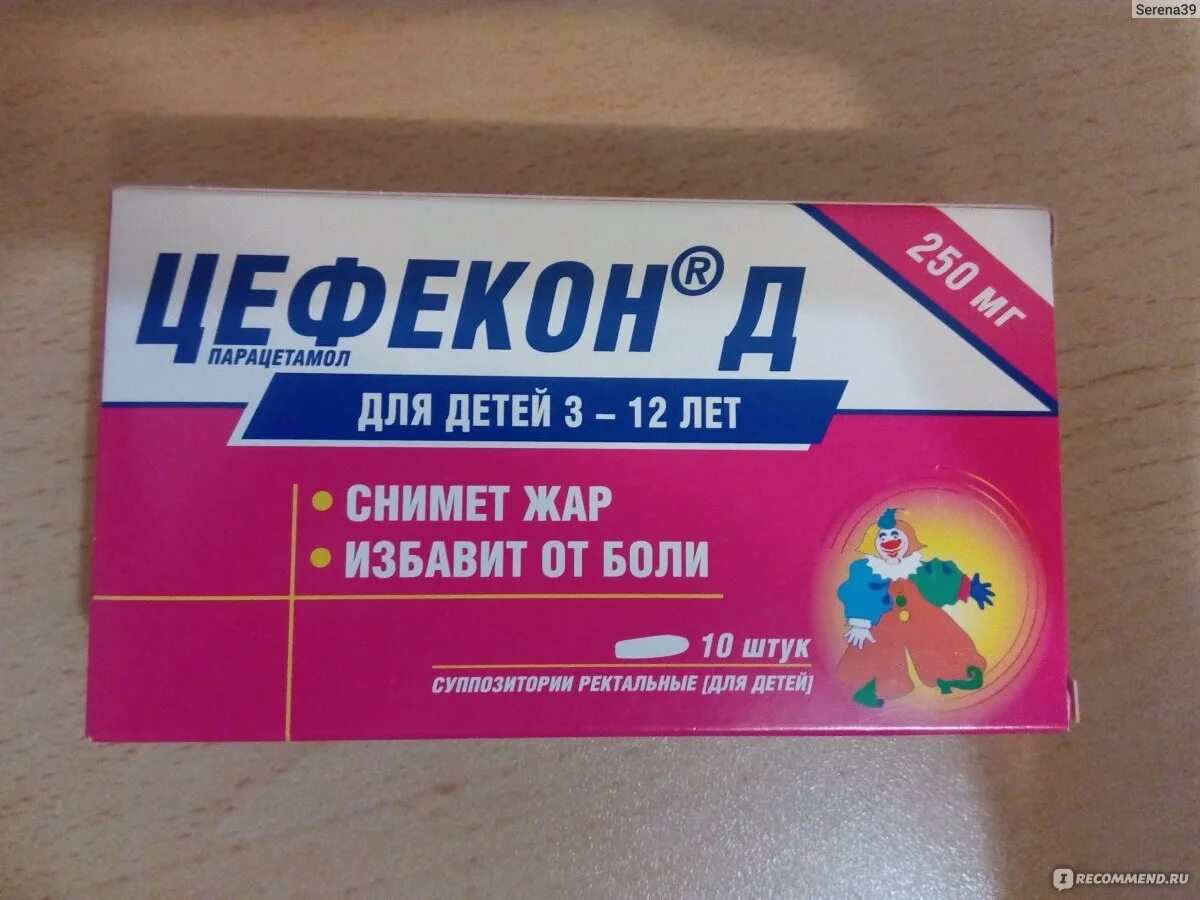 Serena39
ЦЕФЕКОН® Д
250 МГ
ПАРАЦЕТАМОЛ
ДЛЯ ДЕТЕЙ 3 – 12 ЛЕТ
• СНИМЕТ ЖАР
• ИЗБАВИТ ОТ БОЛИ
10 ШТУК
СУППОЗИТОРИИ РЕКТАЛЬНЫЕ [ДЛЯ ДЕТЕЙ]
IRECOMMEND.RU